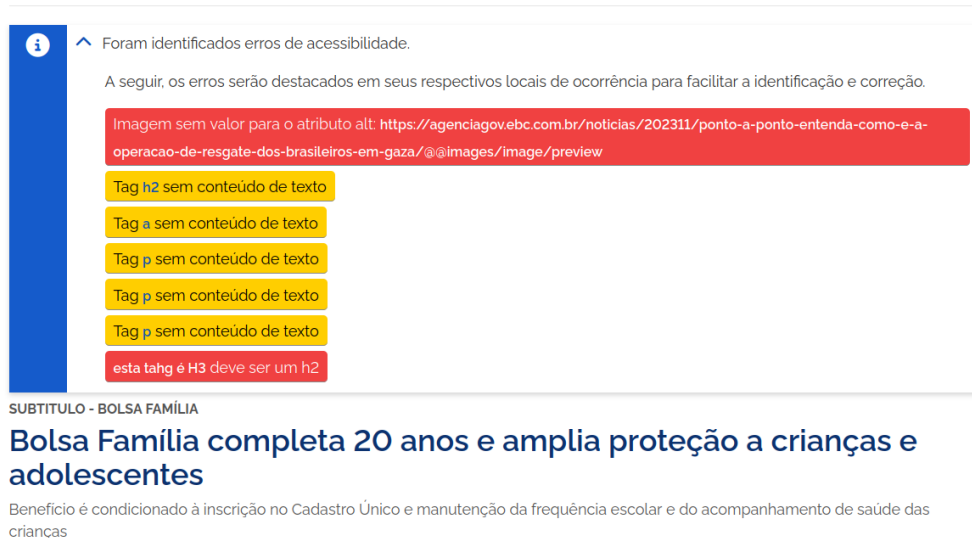 Foram identificados erros de acessibilidade.
A seguir, os erros serão destacados em seus respectivos locais de ocorrência para facilitar a identificação e correção.
Imagem sem valor para o atributo alt: https://agenciagov.ebc.com.br/noticias/202311/ponto-a-ponto-entenda-como-e-a-
operacao-de-resgate-dos-brasileiros-em-gaza/@@images/image/preview
Tag h2 sem conteúdo de texto
Tag a sem conteúdo de texto
Tag p sem conteúdo de texto
Tag p sem conteúdo de texto
Tag p sem conteúdo de texto
esta tahg é H3 deve ser um h2
SUBTITULO - BOLSA FAMÍLIA
Bolsa Família completa 20 anos e amplia proteção a crianças e
adolescentes
Benefício é condicionado à inscrição no Cadastro Único e manutenção da frequência escolar e do acompanhamento de saúde das
crianças